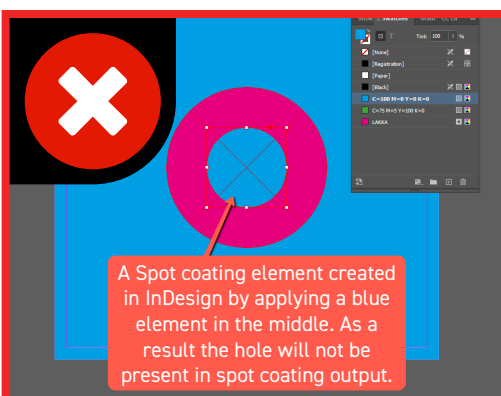 Swatches
Tint: 100 > %
[None]
[Registration]
[Paper]
[Black]
C=100 M=0 Y=0 K=0
C=75 M=5 Y=100 K=0
LAKKA
A Spot coating element created
in InDesign by applying a blue
element in the middle. As a
result the hole will not be
present in spot coating output.